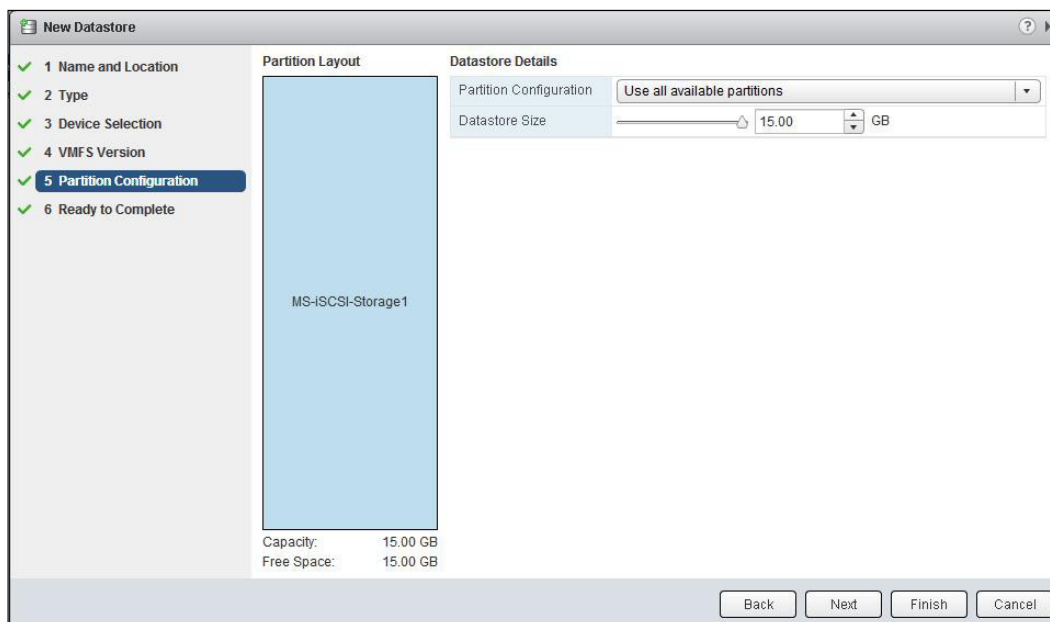 New Datastore
?
1 Name and Location
2 Type
3 Device Selection
4 VMFS Version
5 Partition Configuration
6 Ready to Complete
Partition Layout
MS-iSCSI-Storage1
Capacity: 15.00 GB
Free Space: 15.00 GB
Datastore Details
Partition Configuration Use all available partitions
Datastore Size 15.00 GB
Back Next Finish Cancel